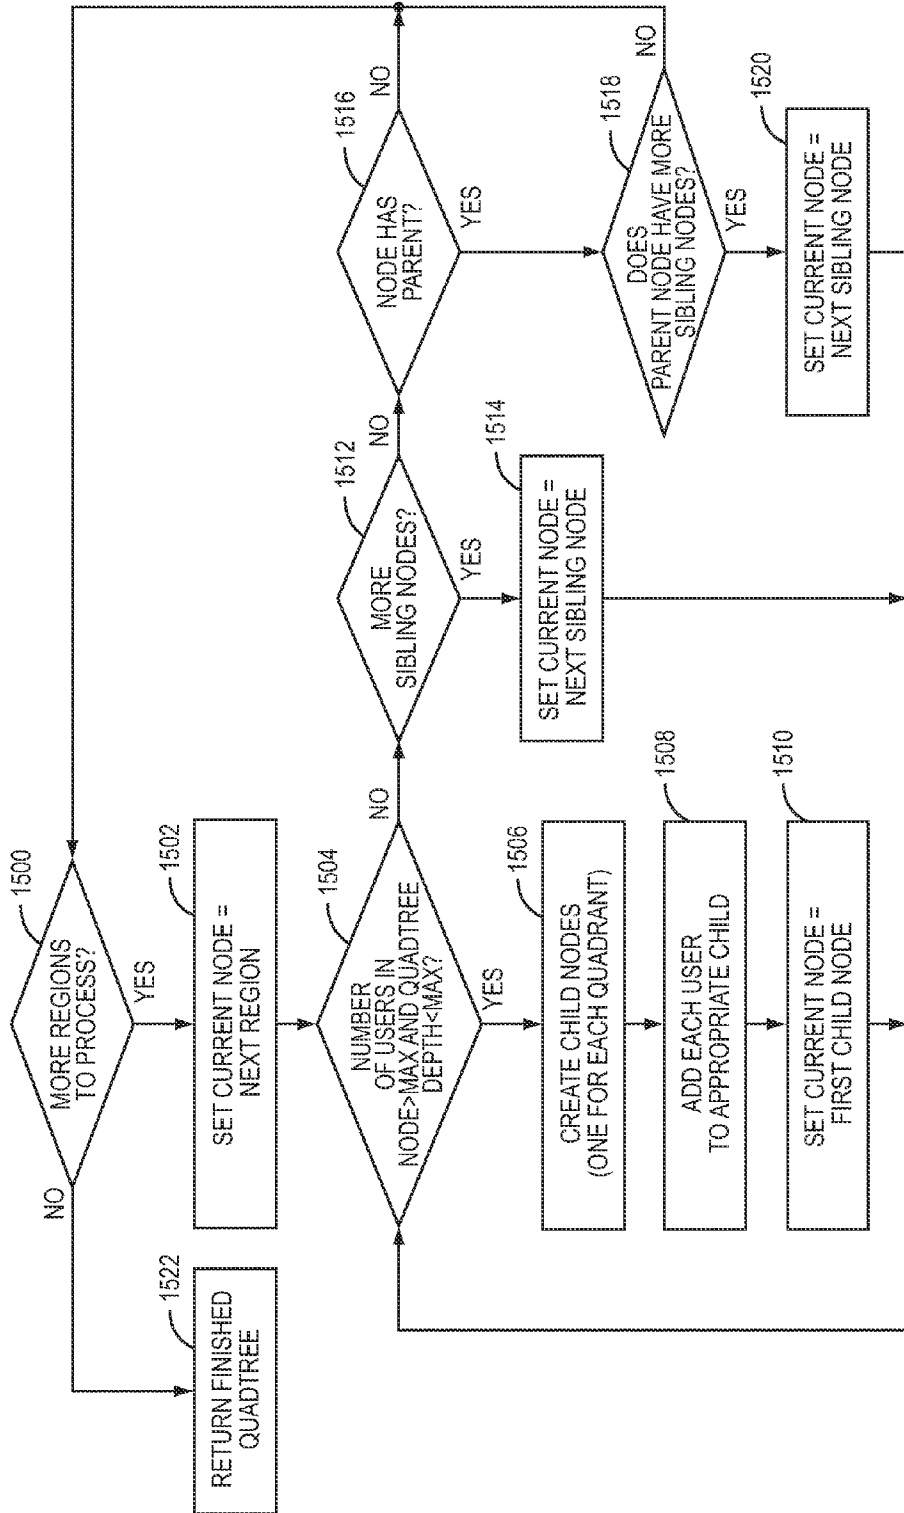 1500
MORE REGIONS
TO PROCESS?
NO
YES
1522
RETURN FINISHED
QUADTREE
1502
SET CURRENT NODE =
NEXT REGION
1504
NUMBER
OF USERS IN
NODE>MAX AND QUADTREE
DEPTH<MAX?
NO
YES
1506
CREATE CHILD NODES
(ONE FOR EACH QUADRANT)
1508
ADD EACH USER
TO APPROPRIATE CHILD
1510
SET CURRENT NODE =
FIRST CHILD NODE
1512
MORE
SIBLING NODES?
NO
YES
1514
SET CURRENT NODE =
NEXT SIBLING NODE
1516
NODE HAS
PARENT?
NO
YES
1518
DOES
PARENT NODE HAVE MORE
SIBLING NODES?
NO
YES
1520
SET CURRENT NODE =
NEXT SIBLING NODE